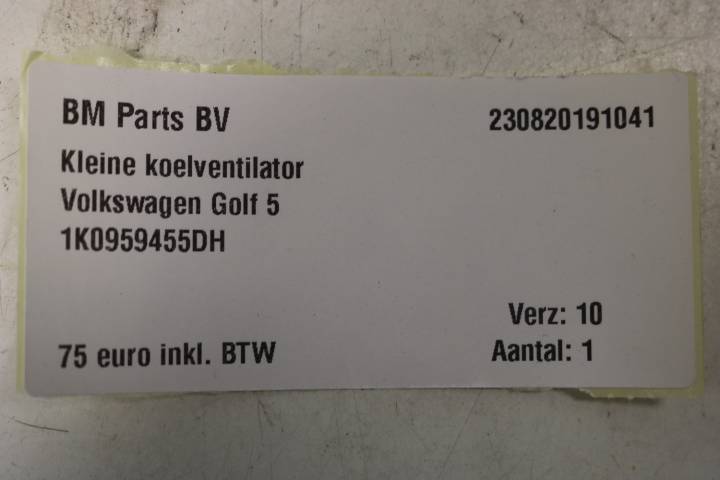 BM Parts BV
230820191041
Kleine koelventilator
Volkswagen Golf 5
1K0959455DH
Verz: 10
75 euro inkl. BTW
Aantal: 1